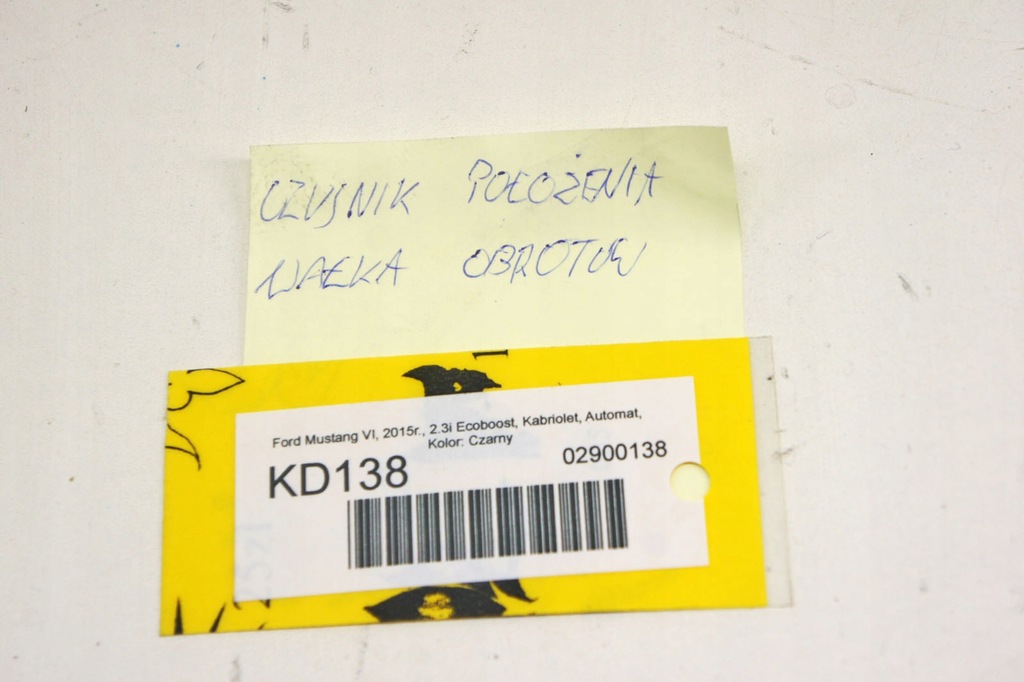 CZUJNIK POŁOŻENIA
WAŁKA OBROTÓW
Ford Mustang VI, 2015r., 2.3i Ecoboost, Kabriolet, Automat,
Kolor: Czarny
KD138
02900138